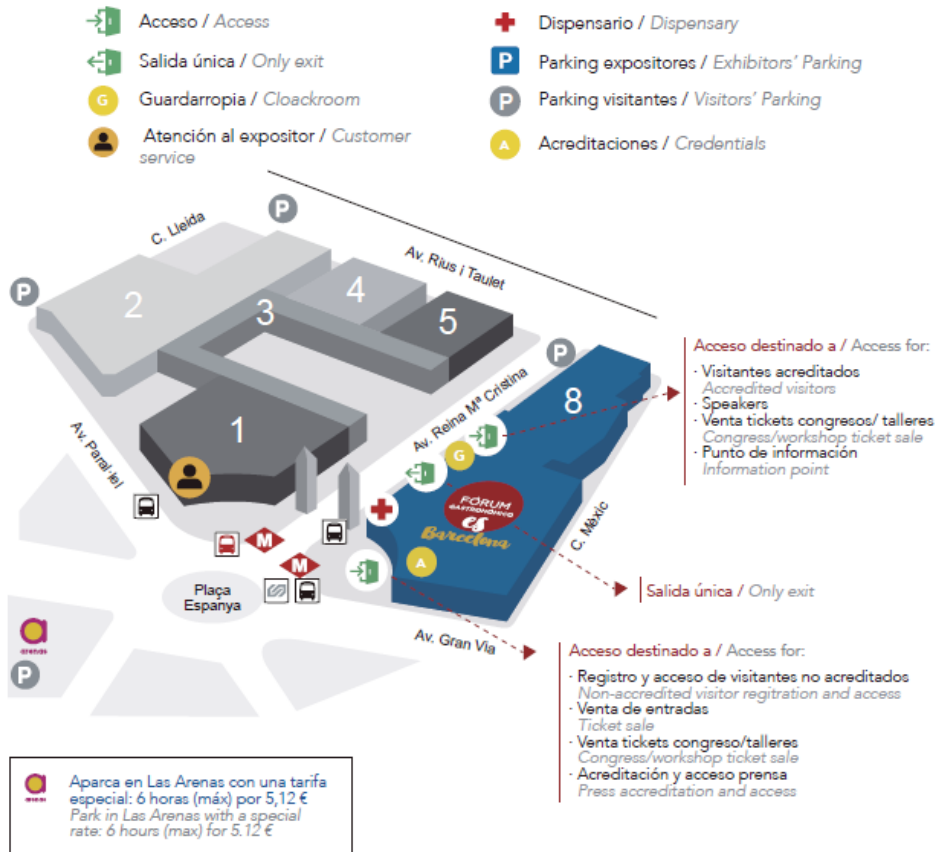 Acceso / Access
Salida única / Only exit
G
Guardarropia / Cloackroom
Atención al expositor / Customer
service
Dispensario / Dispensary
P
Parking expositores / Exhibitors' Parking
P
Parking visitantes / Visitors' Parking
A
Acreditaciones / Credentials
P
C. Lleida
Av. Rius i Taulet
P
2
3
4
5
P
8
Av. Reina Mª Cristina
1
Av. Paral·lel
G
FÓRUM
GASTRONÓMICO
es
Barcelona
C. Mèxic
M
M
A
Plaça
Espanya
Av. Gran Via
a
arenas
P
Acceso destinado a / Access for:
· Visitantes acreditados
Accredited visitors
· Speakers
· Venta tickets congresos/ talleres
Congress/workshop ticket sale
· Punto de información
Information point
Salida única / Only exit
Acceso destinado a / Access for:
· Registro y acceso de visitantes no acreditados
Non-accredited visitor regitration and access
· Venta de entradas
Ticket sale
· Venta tickets congreso/talleres
Congress/workshop ticket sale
· Acreditación y acceso prensa
Press accreditation and access
a
arenas
Aparca en Las Arenas con una tarifa
especial: 6 horas (máx) por 5,12 €
Park in Las Arenas with a special
rate: 6 hours (max) for 5.12 €